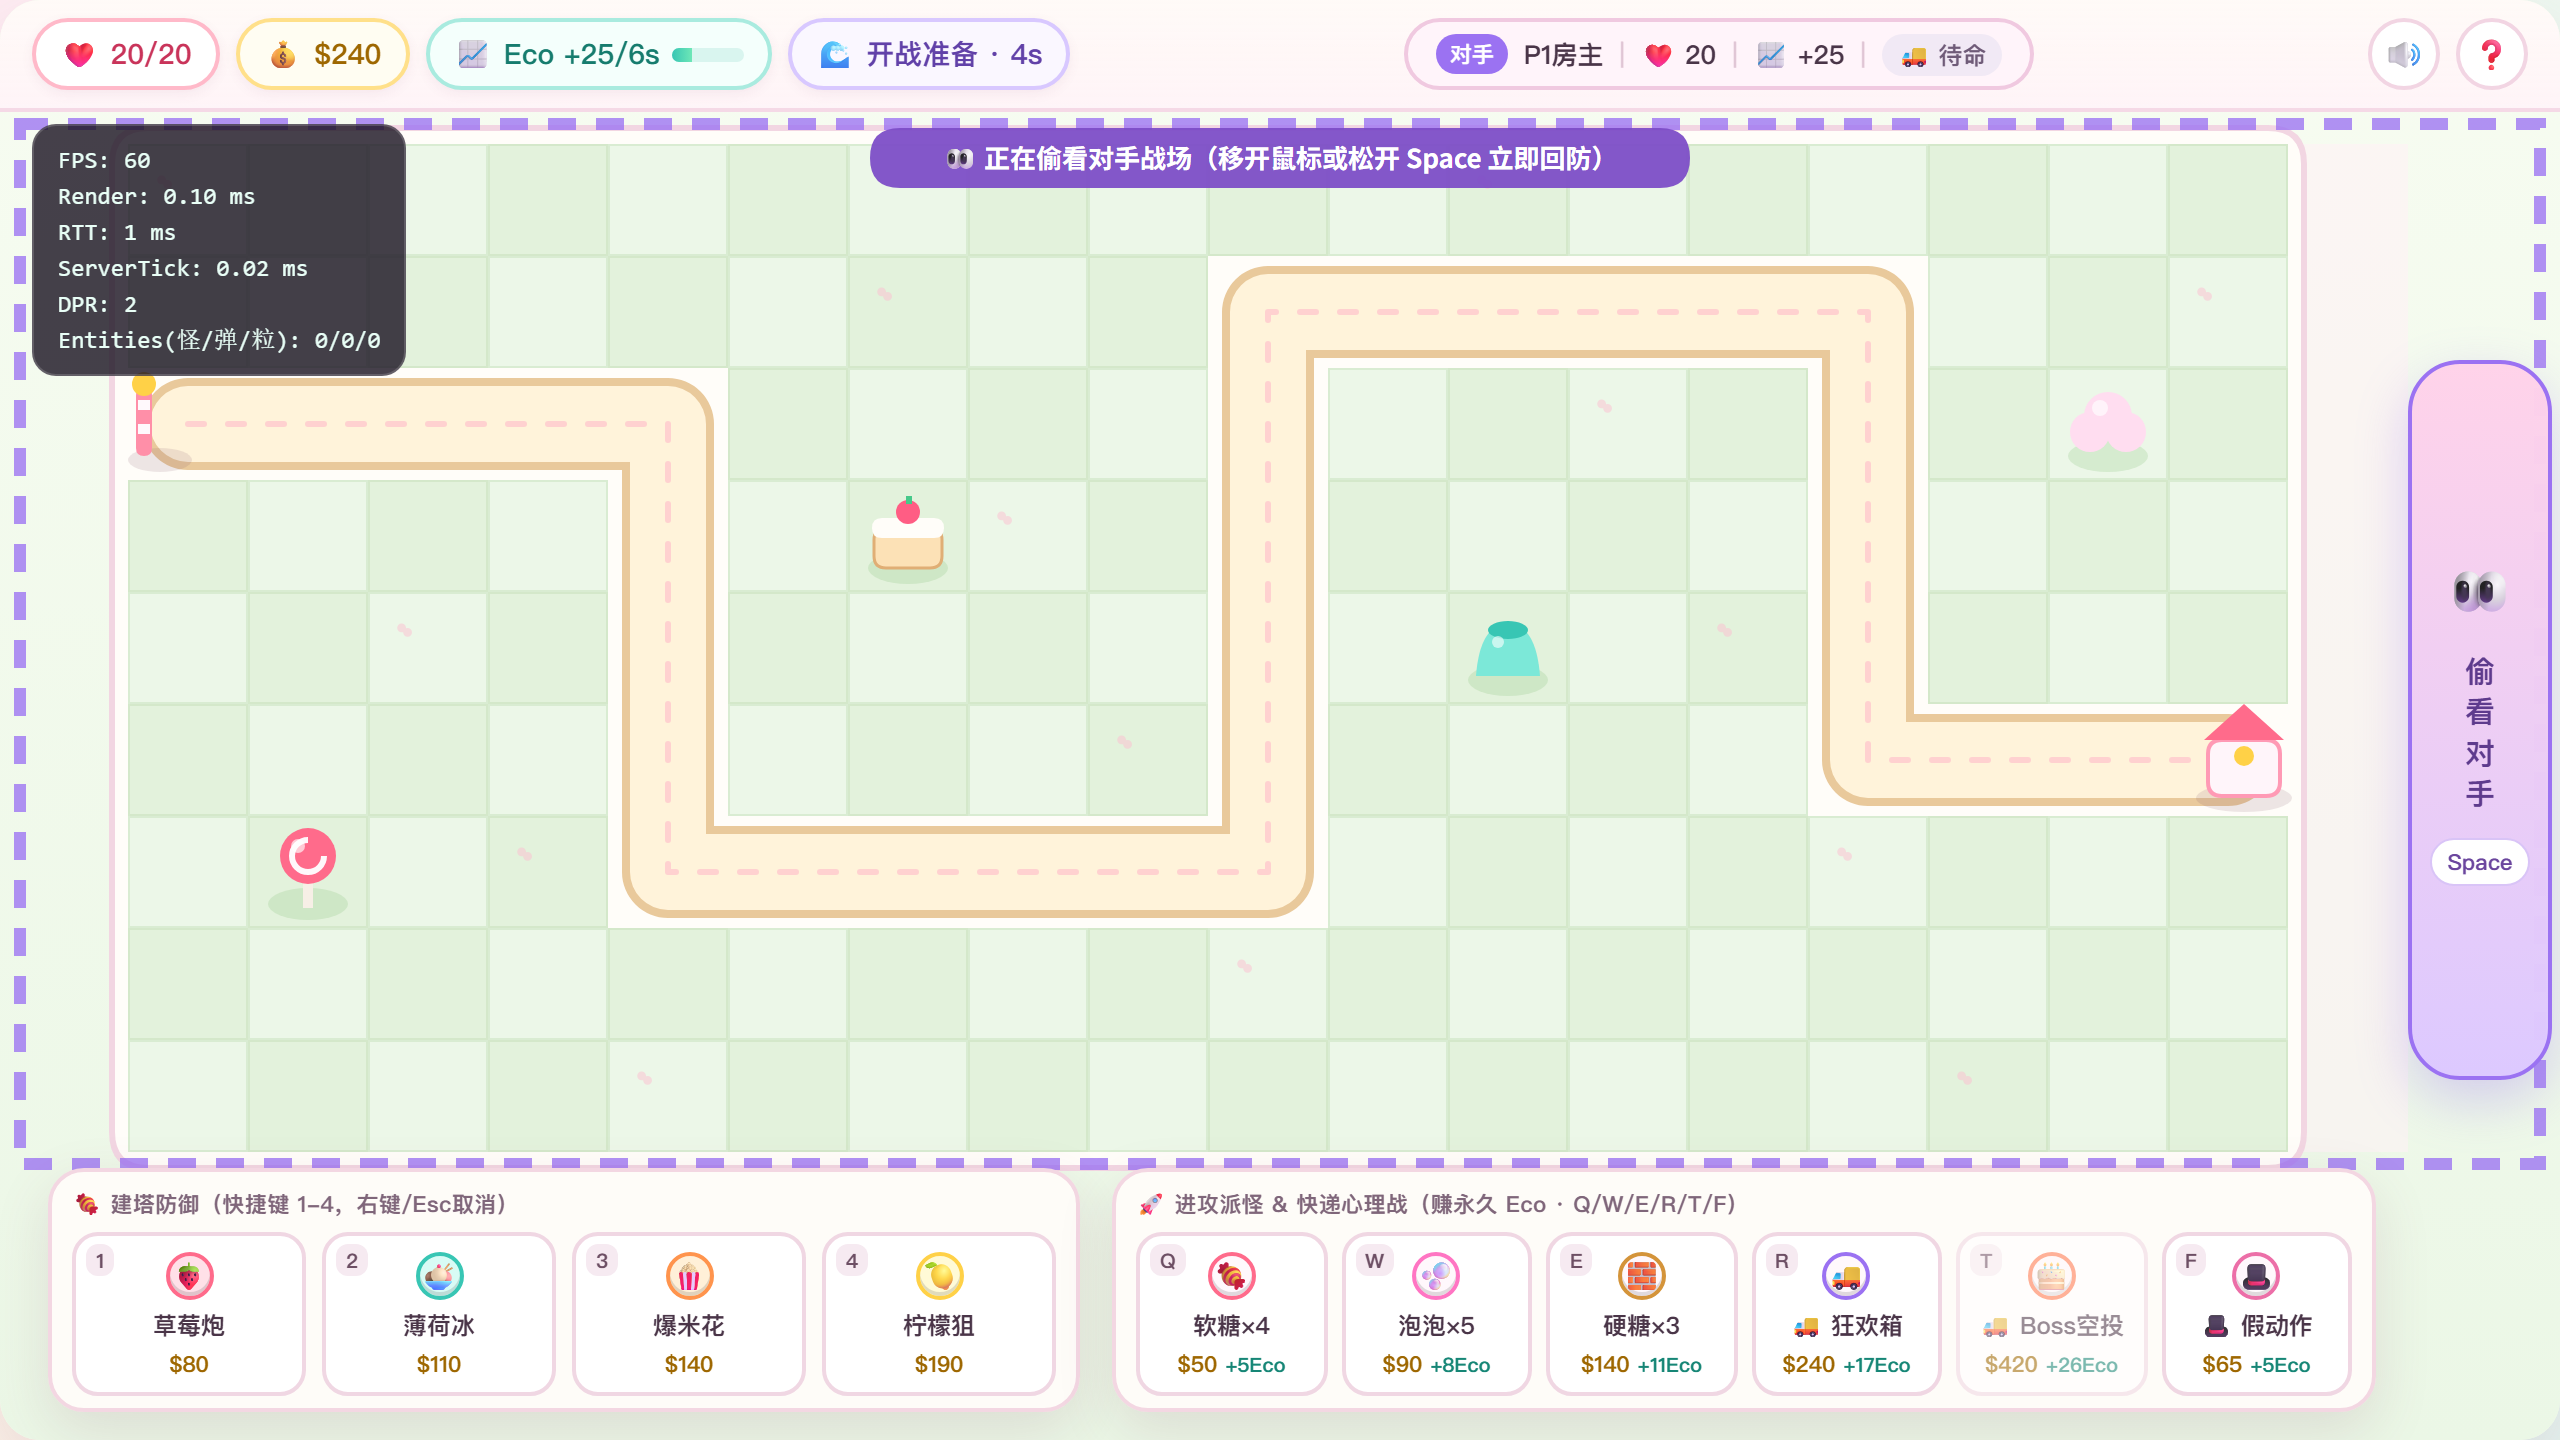 20/20
$240
Eco +25/6s
开战准备 · 4s
对手 P1房主 20 +25 待命
FPS: 60
Render: 0.10 ms
RTT: 1 ms
ServerTick: 0.02 ms
DPR: 2
Entities(怪/弹/粒): 0/0/0
正在偷看对手战场（移开鼠标或松开 Space 立即回防）
偷看对手
Space
建塔防御（快捷键 1–4，右键/Esc取消）
1
草莓炮
$80
2
薄荷冰
$110
3
爆米花
$140
4
柠檬狙
$190
进攻派怪 & 快递心理战（赚永久 Eco · Q/W/E/R/T/F）
Q
软糖×4
$50 +5Eco
W
泡泡×5
$90 +8Eco
E
硬糖×3
$140 +11Eco
R
狂欢箱
$240 +17Eco
T
Boss空投
$420 +26Eco
F
假动作
$65 +5Eco